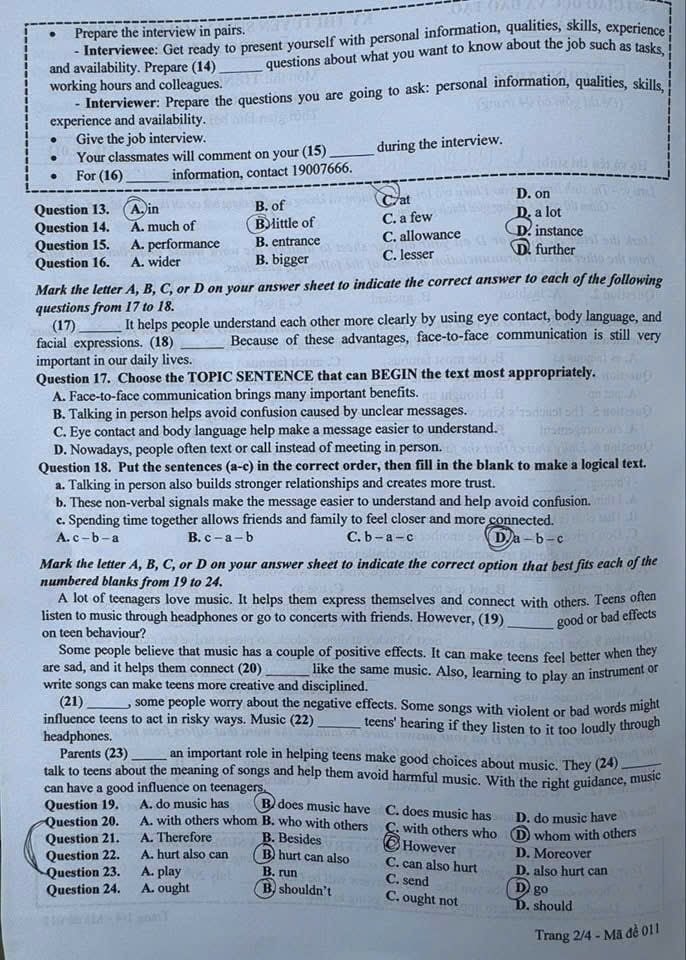 • Prepare the interview in pairs.
- Interviewee: Get ready to present yourself with personal information, qualities, skills, experience
and availability. Prepare (14) ______ questions about what you want to know about the job such as tasks,
working hours and colleagues.
- Interviewer: Prepare the questions you are going to ask: personal information, qualities, skills,
experience and availability.
• Give the job interview.
• Your classmates will comment on your (15) ______ during the interview.
• For (16) ______ information, contact 19007666.
Question 13. A. in B. of C. at D. on
Question 14. A. much of B. little of C. a few D. a lot
Question 15. A. performance B. entrance C. allowance D. instance
Question 16. A. wider B. bigger C. lesser D. further
Mark the letter A, B, C, or D on your answer sheet to indicate the correct answer to each of the following
questions from 17 to 18.
(17) ______ It helps people understand each other more clearly by using eye contact, body language, and
facial expressions. (18) ______ Because of these advantages, face-to-face communication is still very
important in our daily lives.
Question 17. Choose the TOPIC SENTENCE that can BEGIN the text most appropriately.
A. Face-to-face communication brings many important benefits.
B. Talking in person helps avoid confusion caused by unclear messages.
C. Eye contact and body language help make a message easier to understand.
D. Nowadays, people often text or call instead of meeting in person.
Question 18. Put the sentences (a-c) in the correct order, then fill in the blank to make a logical text.
a. Talking in person also builds stronger relationships and creates more trust.
b. These non-verbal signals make the message easier to understand and help avoid confusion.
c. Spending time together allows friends and family to feel closer and more connected.
A. c – b – a B. c – a – b C. b – a – c D. a – b – c
Mark the letter A, B, C, or D on your answer sheet to indicate the correct option that best fits each of the
numbered blanks from 19 to 24.
A lot of teenagers love music. It helps them express themselves and connect with others. Teens often
listen to music through headphones or go to concerts with friends. However, (19) ______ good or bad effects
on teen behaviour?
Some people believe that music has a couple of positive effects. It can make teens feel better when they
are sad, and it helps them connect (20) ______ like the same music. Also, learning to play an instrument or
write songs can make teens more creative and disciplined.
(21) ______, some people worry about the negative effects. Some songs with violent or bad words might
influence teens to act in risky ways. Music (22) ______ teens' hearing if they listen to it too loudly through
headphones.
Parents (23) ______ an important role in helping teens make good choices about music. They (24) ______
talk to teens about the meaning of songs and help them avoid harmful music. With the right guidance, music
can have a good influence on teenagers.
Question 19. A. do music has B. does music have C. does music has D. do music have
Question 20. A. with others whom B. who with others C. with others who D. whom with others
Question 21. A. Therefore B. Besides C. However D. Moreover
Question 22. A. hurt also can B. hurt can also C. can also hurt D. also hurt can
Question 23. A. play B. run C. send D. go
Question 24. A. ought B. shouldn't C. ought not D. should
Trang 2/4 - Mã đề 011